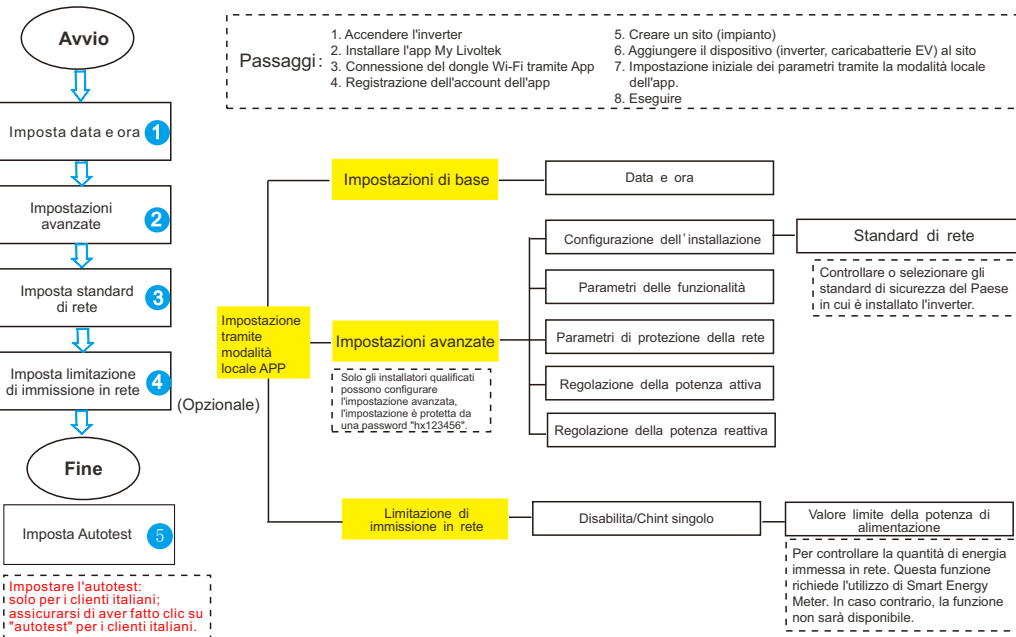 Avvio
Imposta data e ora 1
Impostazioni
avanzate
2
Imposta standard
di rete
3
Imposta limitazione
di immissione in rete
4
(Opzionale)
Fine
Imposta Autotest 5
Impostare l'autotest:
solo per i clienti italiani;
assicurarsi di aver fatto clic su
"autotest" per i clienti italiani.
Passaggi:
1. Accendere l'inverter
2. Installare l'app My Livoltek
3. Connessione del dongle Wi-Fi tramite App
4. Registrazione dell'account dell'app
5. Creare un sito (impianto)
6. Aggiungere il dispositivo (inverter, caricabatterie EV) al sito
7. Impostazione iniziale dei parametri tramite la modalità locale
dell'app.
8. Eseguire
Impostazione
tramite
modalità
locale APP
Impostazioni di base
Data e ora
Impostazioni avanzate
Solo gli installatori qualificati
possono configurare
l'impostazione avanzata,
l'impostazione è protetta da
una password "hx123456".
Configurazione dell'installazione
Standard di rete
Controllare o selezionare gli
standard di sicurezza del Paese
in cui è installato l'inverter.
Parametri delle funzionalità
Parametri di protezione della rete
Regolazione della potenza attiva
Regolazione della potenza reattiva
Limitazione di
immissione in rete
Disabilita/Chint singolo
Valore limite della potenza di
alimentazione
Per controllare la quantità di energia
immessa in rete. Questa funzione
richiede l'utilizzo di Smart Energy
Meter. In caso contrario, la funzione
non sarà disponibile.